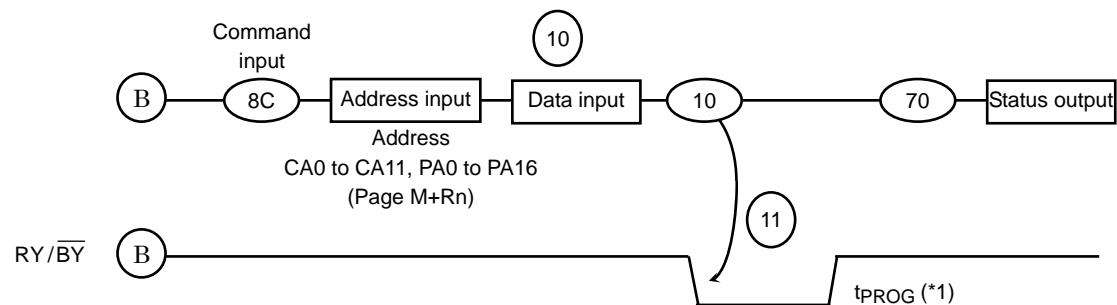 10
Command
input
B 8C Address input Data input 10 70 Status output
Address
CA0 to CA11, PA0 to PA16
(Page M+Rn)
11
RY/BY B
tPROG (*1)